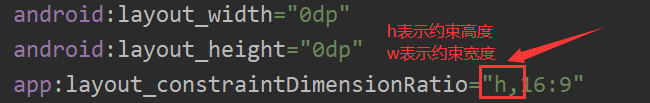 android:layout_width="0dp"
h表示约束高度
android:layout_height="0dp"
w表示约束宽度
app:layout_constraintDimensionRatio="h,16:9"